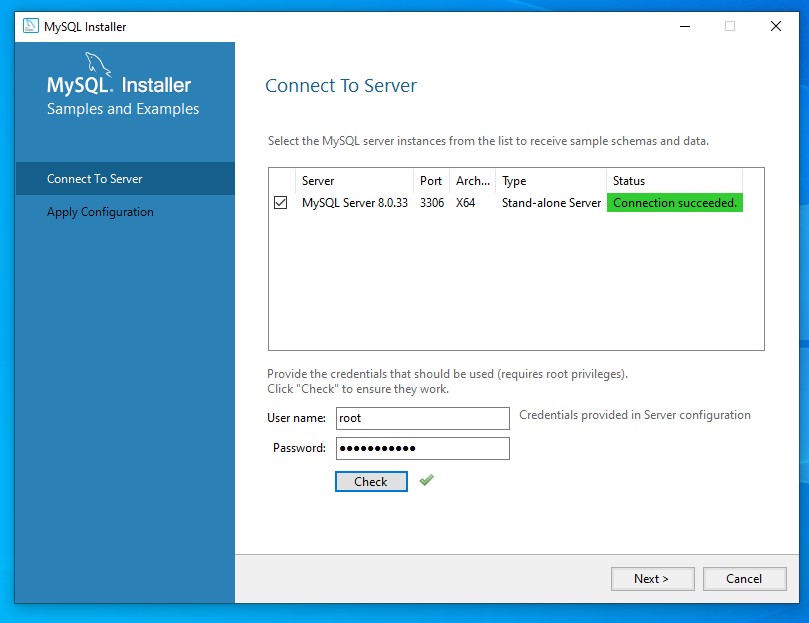 MySQL Installer
MySQL. Installer
Samples and Examples
Connect To Server
Apply Configuration
Connect To Server
Select the MySQL server instances from the list to receive sample schemas and data.
Server Port Arch... Type Status
MySQL Server 8.0.33 3306 X64 Stand-alone Server Connection succeeded.
Provide the credentials that should be used (requires root privileges).
Click "Check" to ensure they work.
User name: root Credentials provided in Server configuration
Password: ●●●●●●●●●●●
Check
Next > Cancel